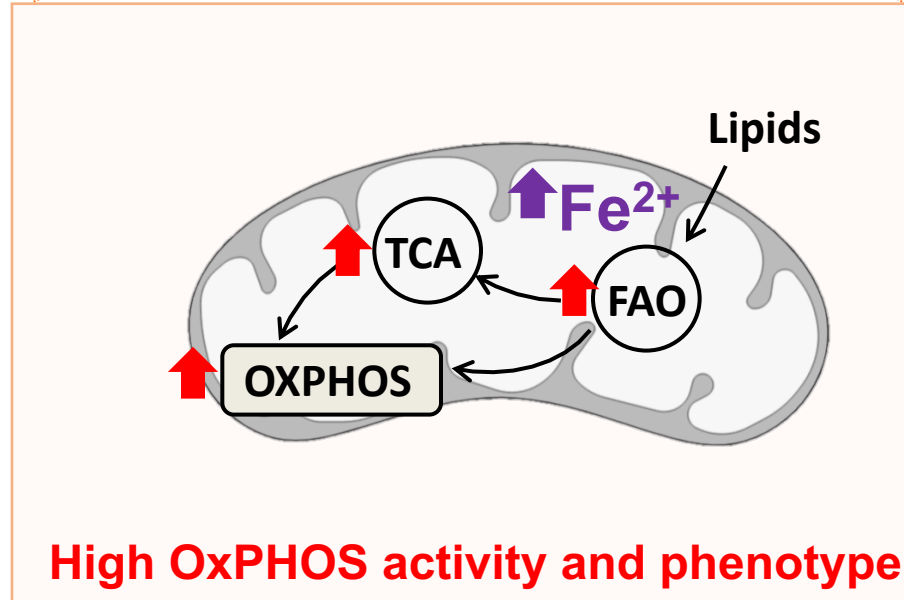 Lipids
Fe²⁺
TCA
FAO
OXPHOS
High OxPHOS activity and phenotype